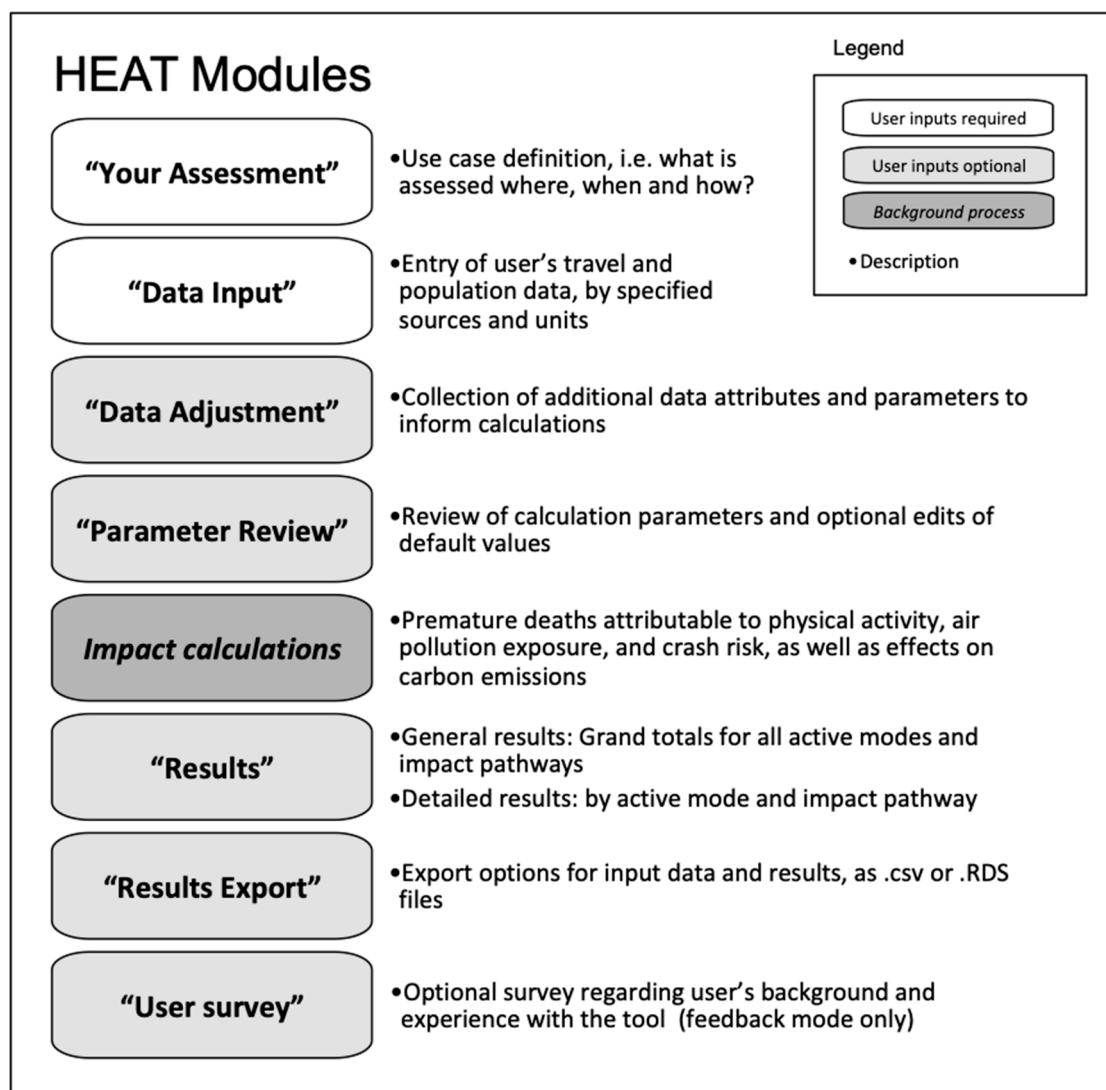 HEAT Modules
Legend
User inputs required
User inputs optional
Background process
•Description
“Your Assessment”
•Use case definition, i.e. what is
assessed where, when and how?
“Data Input”
•Entry of user’s travel and
population data, by specified
sources and units
“Data Adjustment”
•Collection of additional data attributes and parameters to
inform calculations
“Parameter Review”
•Review of calculation parameters and optional edits of
default values
Impact calculations
•Premature deaths attributable to physical activity, air
pollution exposure, and crash risk, as well as effects on
carbon emissions
“Results”
•General results: Grand totals for all active modes and
impact pathways
•Detailed results: by active mode and impact pathway
“Results Export”
•Export options for input data and results, as .csv or .RDS
files
“User survey”
•Optional survey regarding user’s background and
experience with the tool (feedback mode only)